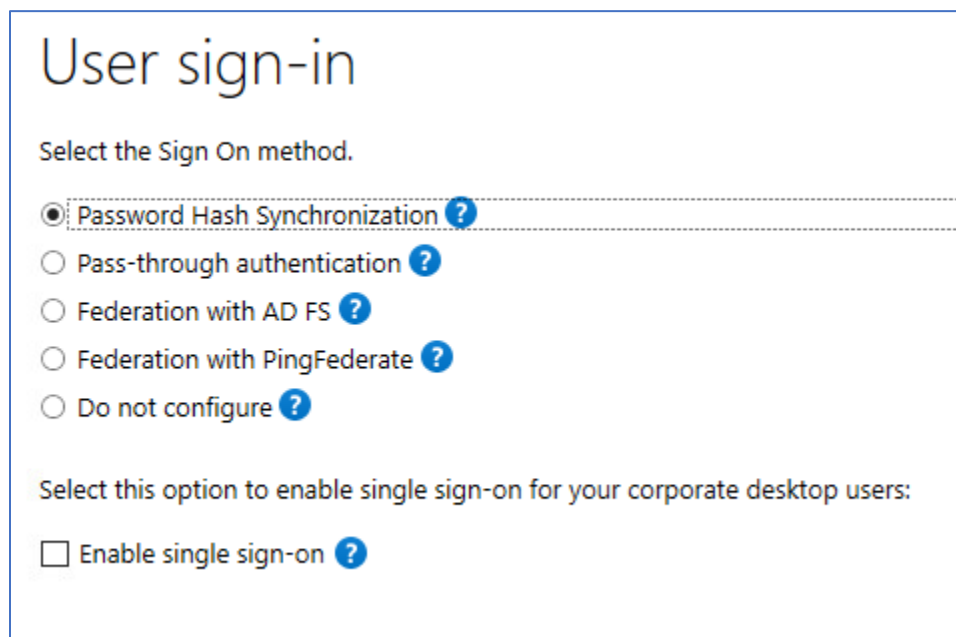 User sign-in
Select the Sign On method.
Password Hash Synchronization ?
Pass-through authentication ?
Federation with AD FS ?
Federation with PingFederate ?
Do not configure ?
Select this option to enable single sign-on for your corporate desktop users:
Enable single sign-on ?